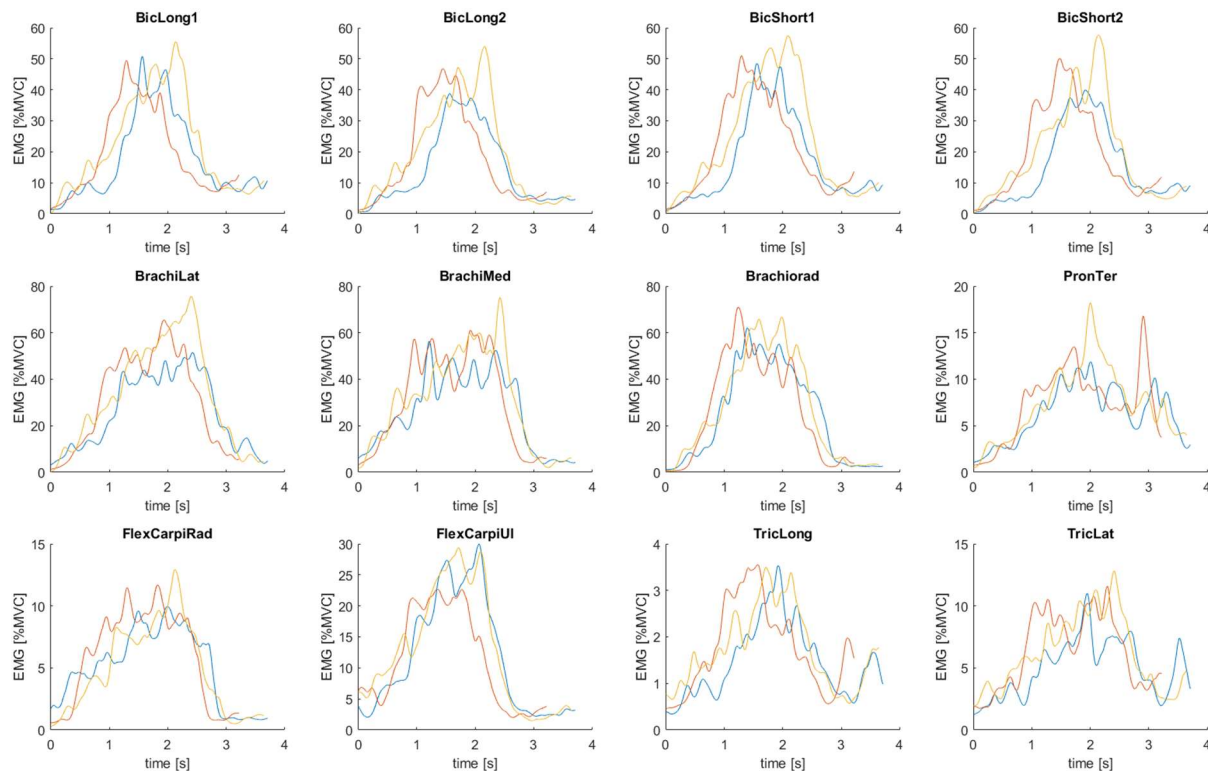 BicLong1 BicLong2 BicShort1 BicShort2
60 60 60 60
50 50 50 50
40 40 40 40
30 30 30 30
20 20 20 20
10 10 10 10
0 0 0 0
EMG [%MVC] EMG [%MVC] EMG [%MVC] EMG [%MVC]
0 1 2 3 4 0 1 2 3 4 0 1 2 3 4 0 1 2 3 4
time [s] time [s] time [s] time [s]
BrachiLat BrachiMed Brachiorad PronTer
80 80 80 20
60 60 60 15
40 40 40 10
20 20 20 5
0 0 0 0
EMG [%MVC] EMG [%MVC] EMG [%MVC] EMG [%MVC]
0 1 2 3 4 0 1 2 3 4 0 1 2 3 4 0 1 2 3 4
time [s] time [s] time [s] time [s]
FlexCarpiRad FlexCarpiUl TricLong TricLat
15 30 4 15
25
10 20 3 10
15 2
5 10 1 5
5
0 0 0 0
EMG [%MVC] EMG [%MVC] EMG [%MVC] EMG [%MVC]
0 1 2 3 4 0 1 2 3 4 0 1 2 3 4 0 1 2 3 4
time [s] time [s] time [s] time [s]